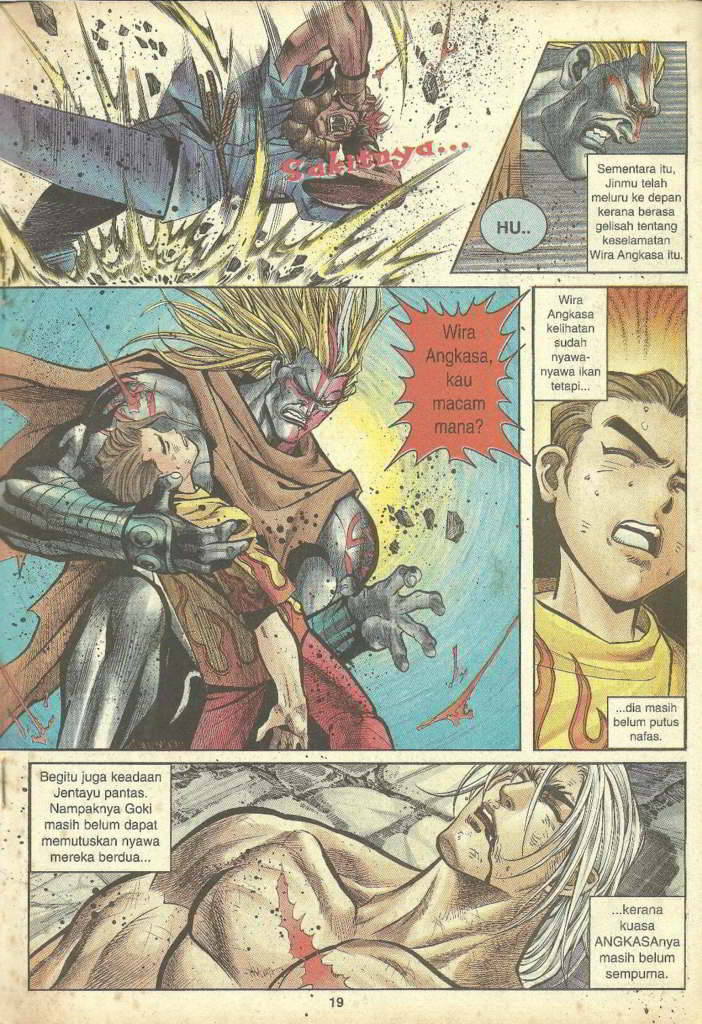 Sakitnya...
HU..
Sementara itu,
Jinmu telah
meluru ke depan
kerana berasa
gelisah tentang
keselamatan
Wira Angkasa itu.
Wira
Angkasa,
kau
macam
mana?
Wira
Angkasa
kelihatan
sudah
nyawa-
nyawa ikan
tetapi...
...dia masih
belum putus
nafas.
Begitu juga keadaan
Jentayu pantas.
Nampaknya Goki
masih belum dapat
memutuskan nyawa
mereka berdua...
...kerana
kuasa
ANGKASAnya
masih belum
sempurna.
19